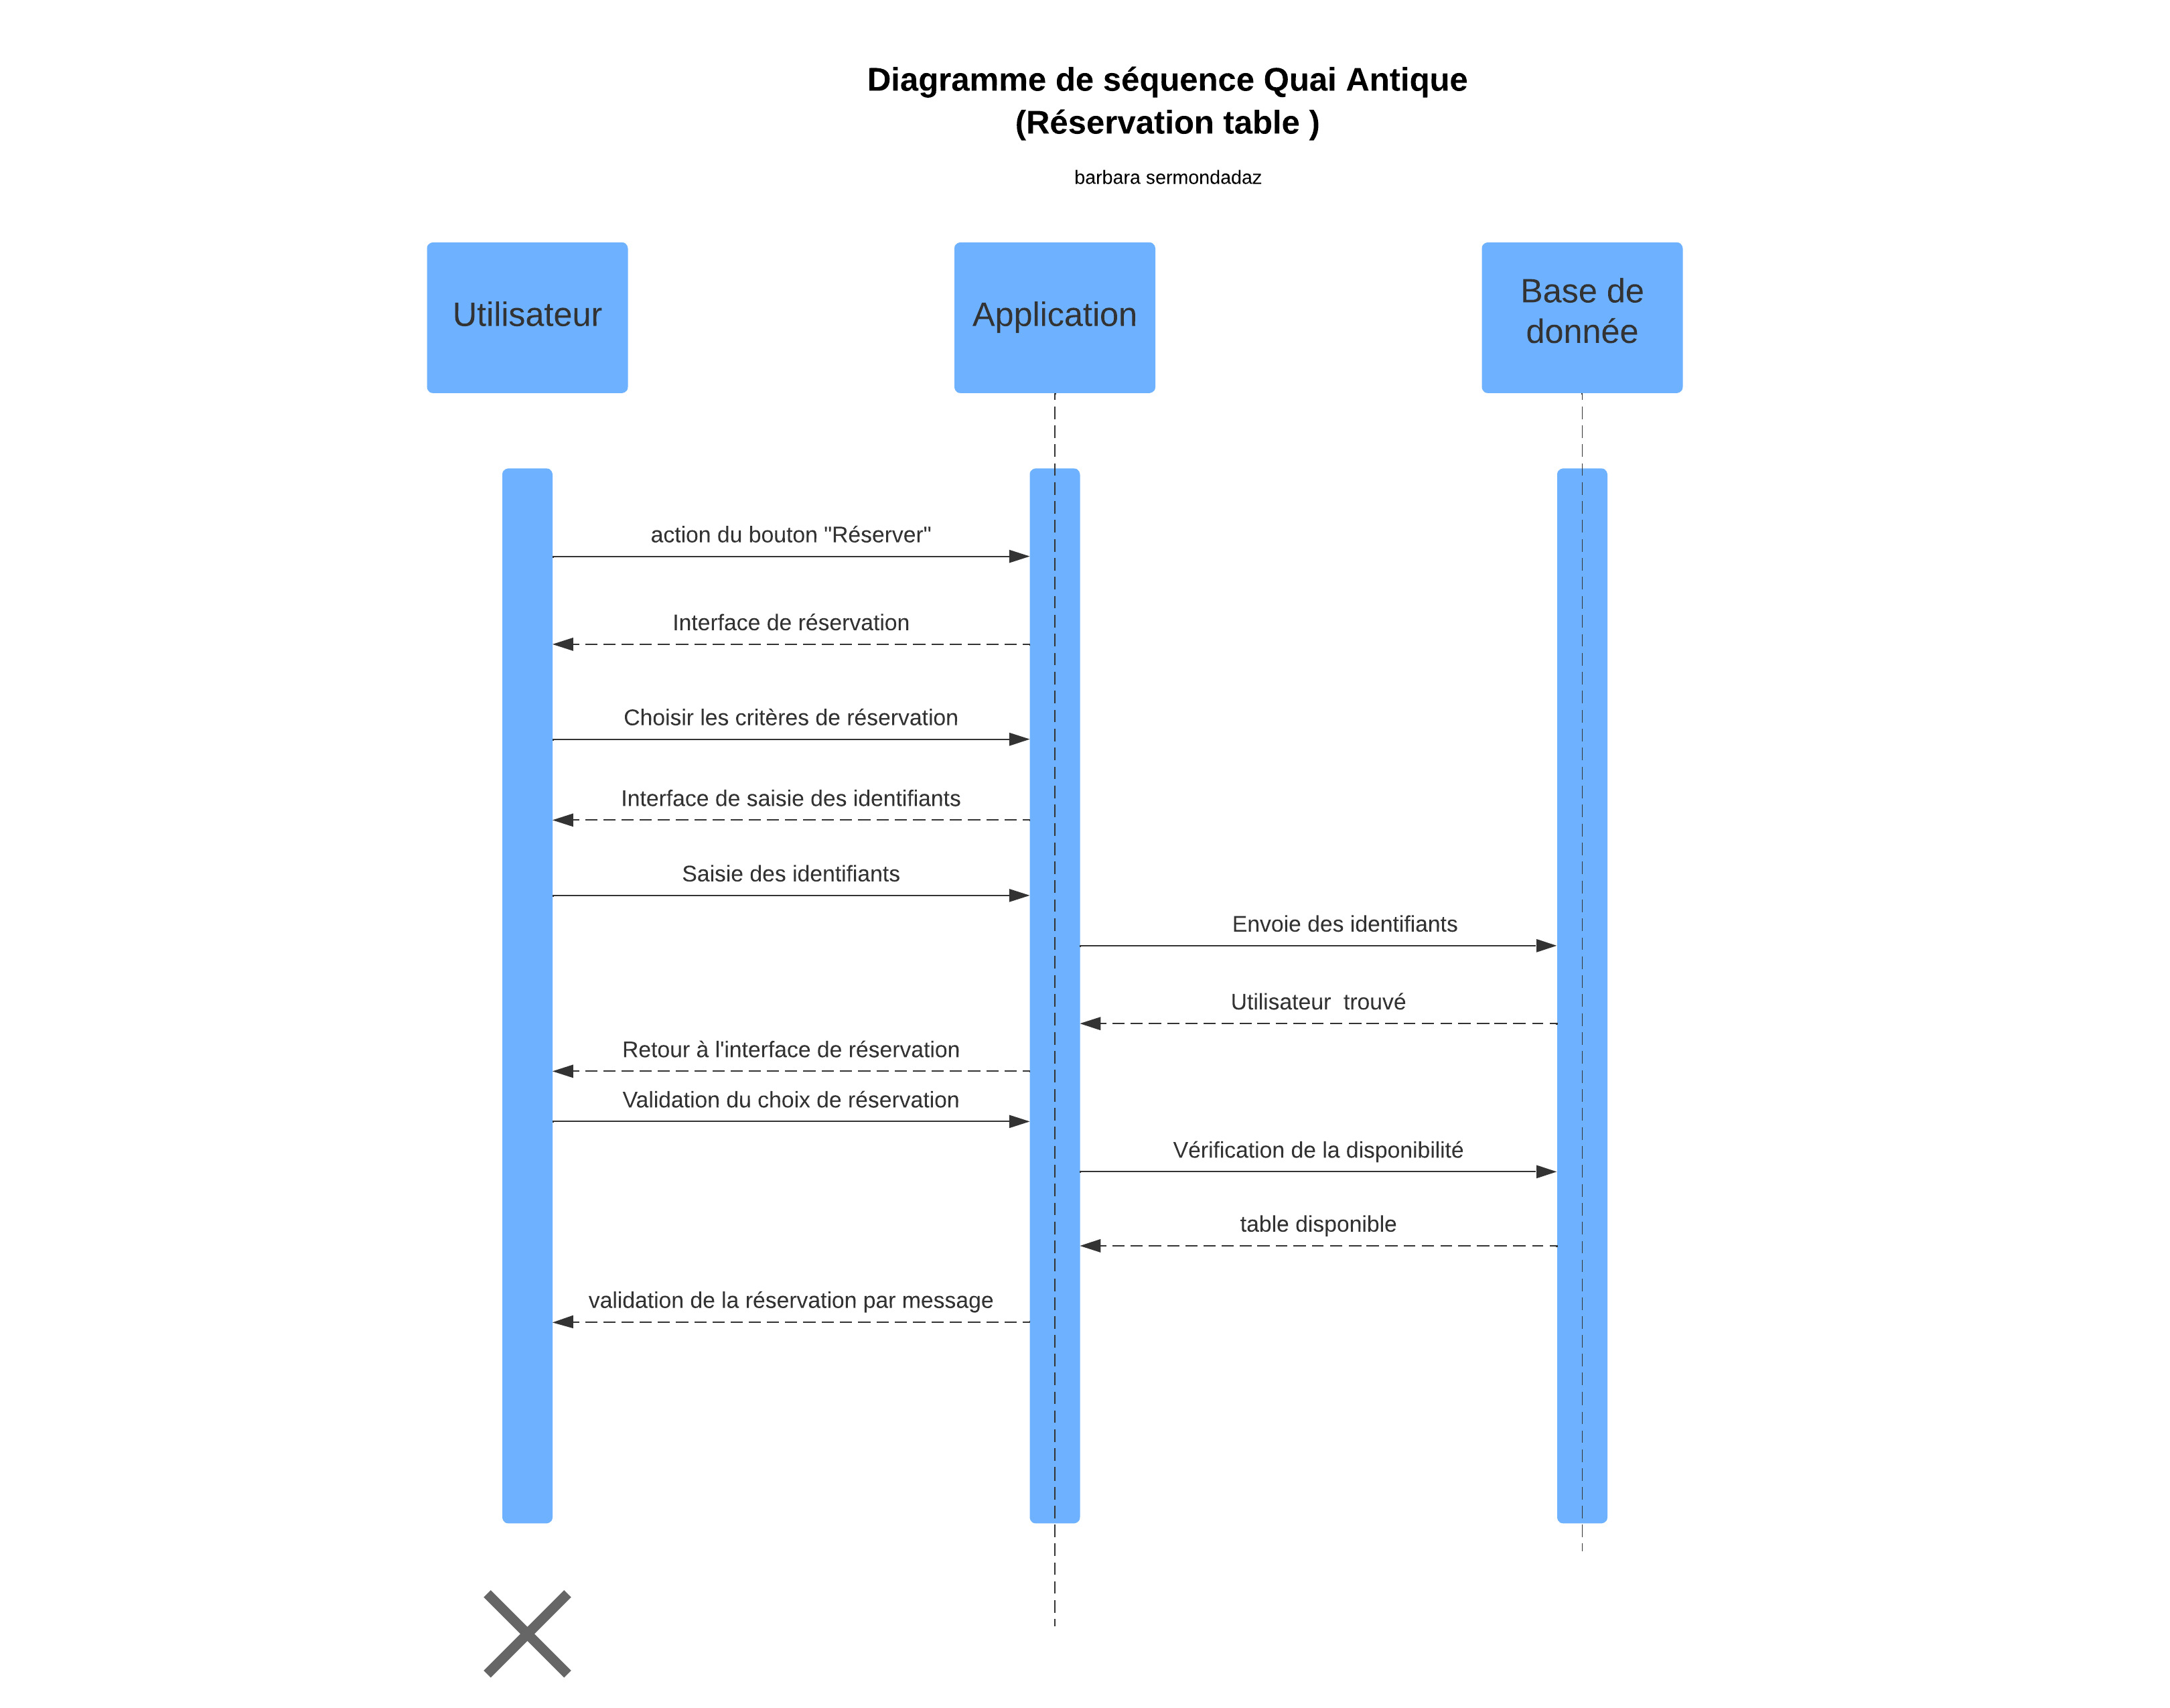 Diagramme de séquence Quai Antique
(Réservation table )
barbara sermondadaz
Utilisateur
Application
Base de
donnée
action du bouton "Réserver"
Interface de réservation
Choisir les critères de réservation
Interface de saisie des identifiants
Saisie des identifiants
Envoie des identifiants
Utilisateur  trouvé
Retour à l'interface de réservation
Validation du choix de réservation
Vérification de la disponibilité
table disponible
validation de la réservation par message